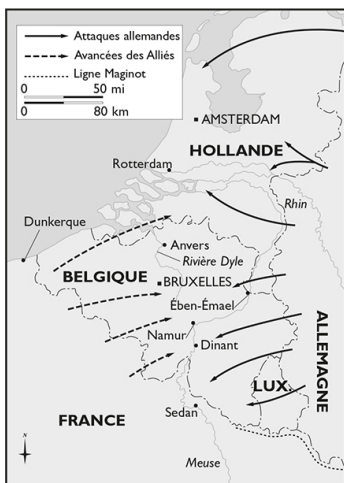 Attaques allemandes
Avancées des Alliés
Ligne Maginot
0 50 mi
0 80 km
AMSTERDAM
HOLLANDE
Rotterdam
Rhin
Dunkerque
Anvers
Rivière Dyle
BELGIQUE
BRUXELLES
Ében-Émael
Namur
Dinant
ALLEMAGNE
LUX.
Sedan
FRANCE
N
Meuse